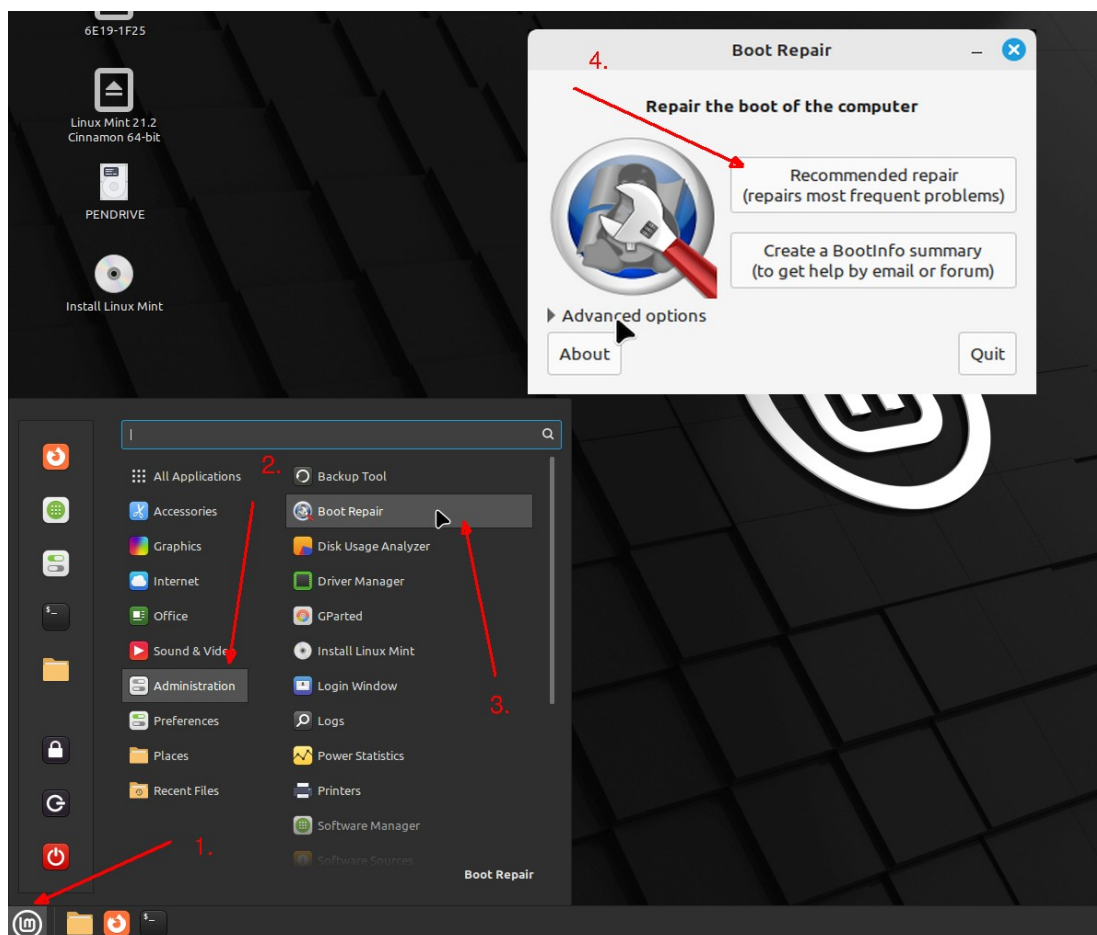 6E19-1F25
Linux Mint 21.2
Cinnamon 64-bit
PENDRIVE
Install Linux Mint
4.
Boot Repair
Repair the boot of the computer
Recommended repair
(repairs most frequent problems)
Create a BootInfo summary
(to get help by email or forum)
Advanced options
About
Quit
2.
All Applications
Accessories
Graphics
Internet
Office
Sound & Video
Administration
Preferences
Places
Recent Files
Backup Tool
Boot Repair
Disk Usage Analyzer
Driver Manager
GParted
Install Linux Mint
Login Window
Logs
Power Statistics
Printers
Software Manager
Software Sources
3.
1.
Boot Repair